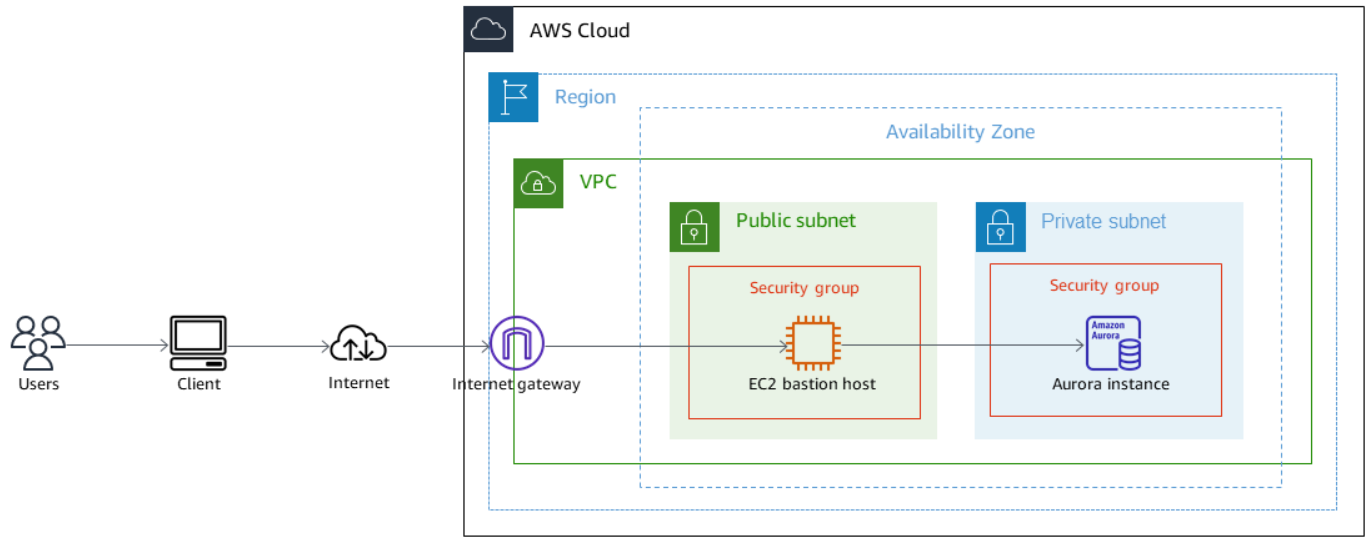 AWS Cloud
Region
Availability Zone
VPC
Public subnet
Private subnet
Security group
Security group
Amazon
Aurora
Users
Client
Internet
Internet gateway
EC2 bastion host
Aurora instance